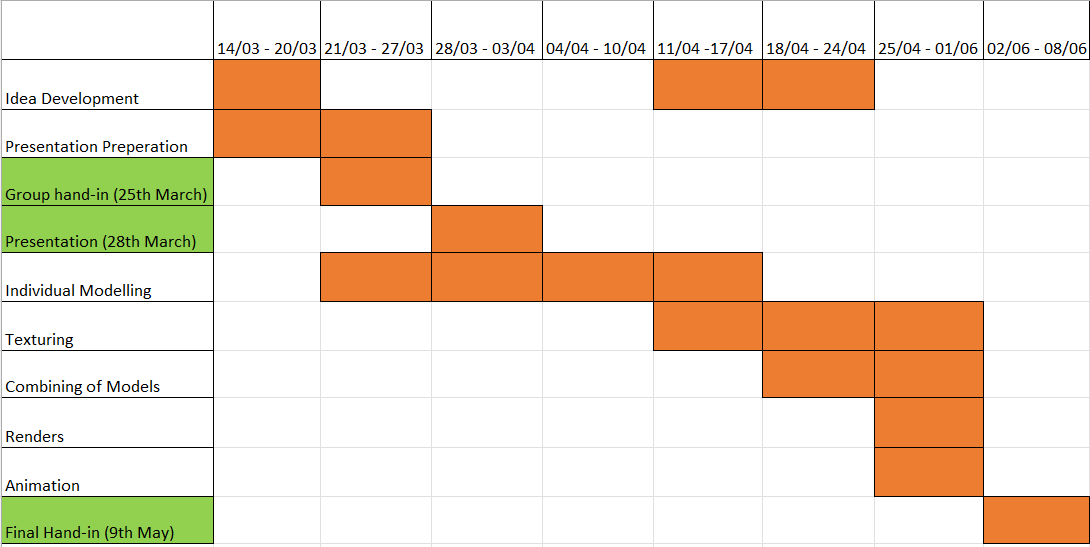 14/03 - 20/03 21/03 - 27/03 28/03 - 03/04 04/04 - 10/04 11/04 -17/04 18/04 - 24/04 25/04 - 01/06 02/06 - 08/06
Idea Development
Presentation Preperation
Group hand-in (25th March)
Presentation (28th March)
Individual Modelling
Texturing
Combining of Models
Renders
Animation
Final Hand-in (9th May)